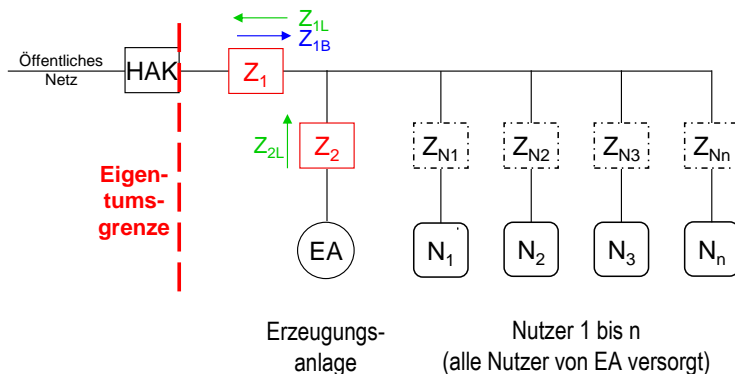 Z1L
Z1B
Öffentliches
Netz
HAK
Z1
Z2L
Z2
ZN1
ZN2
ZN3
ZNn
Eigen-
tums-
grenze
EA
N1
N2
N3
Nn
Erzeugungs-
anlage
Nutzer 1 bis n
(alle Nutzer von EA versorgt)